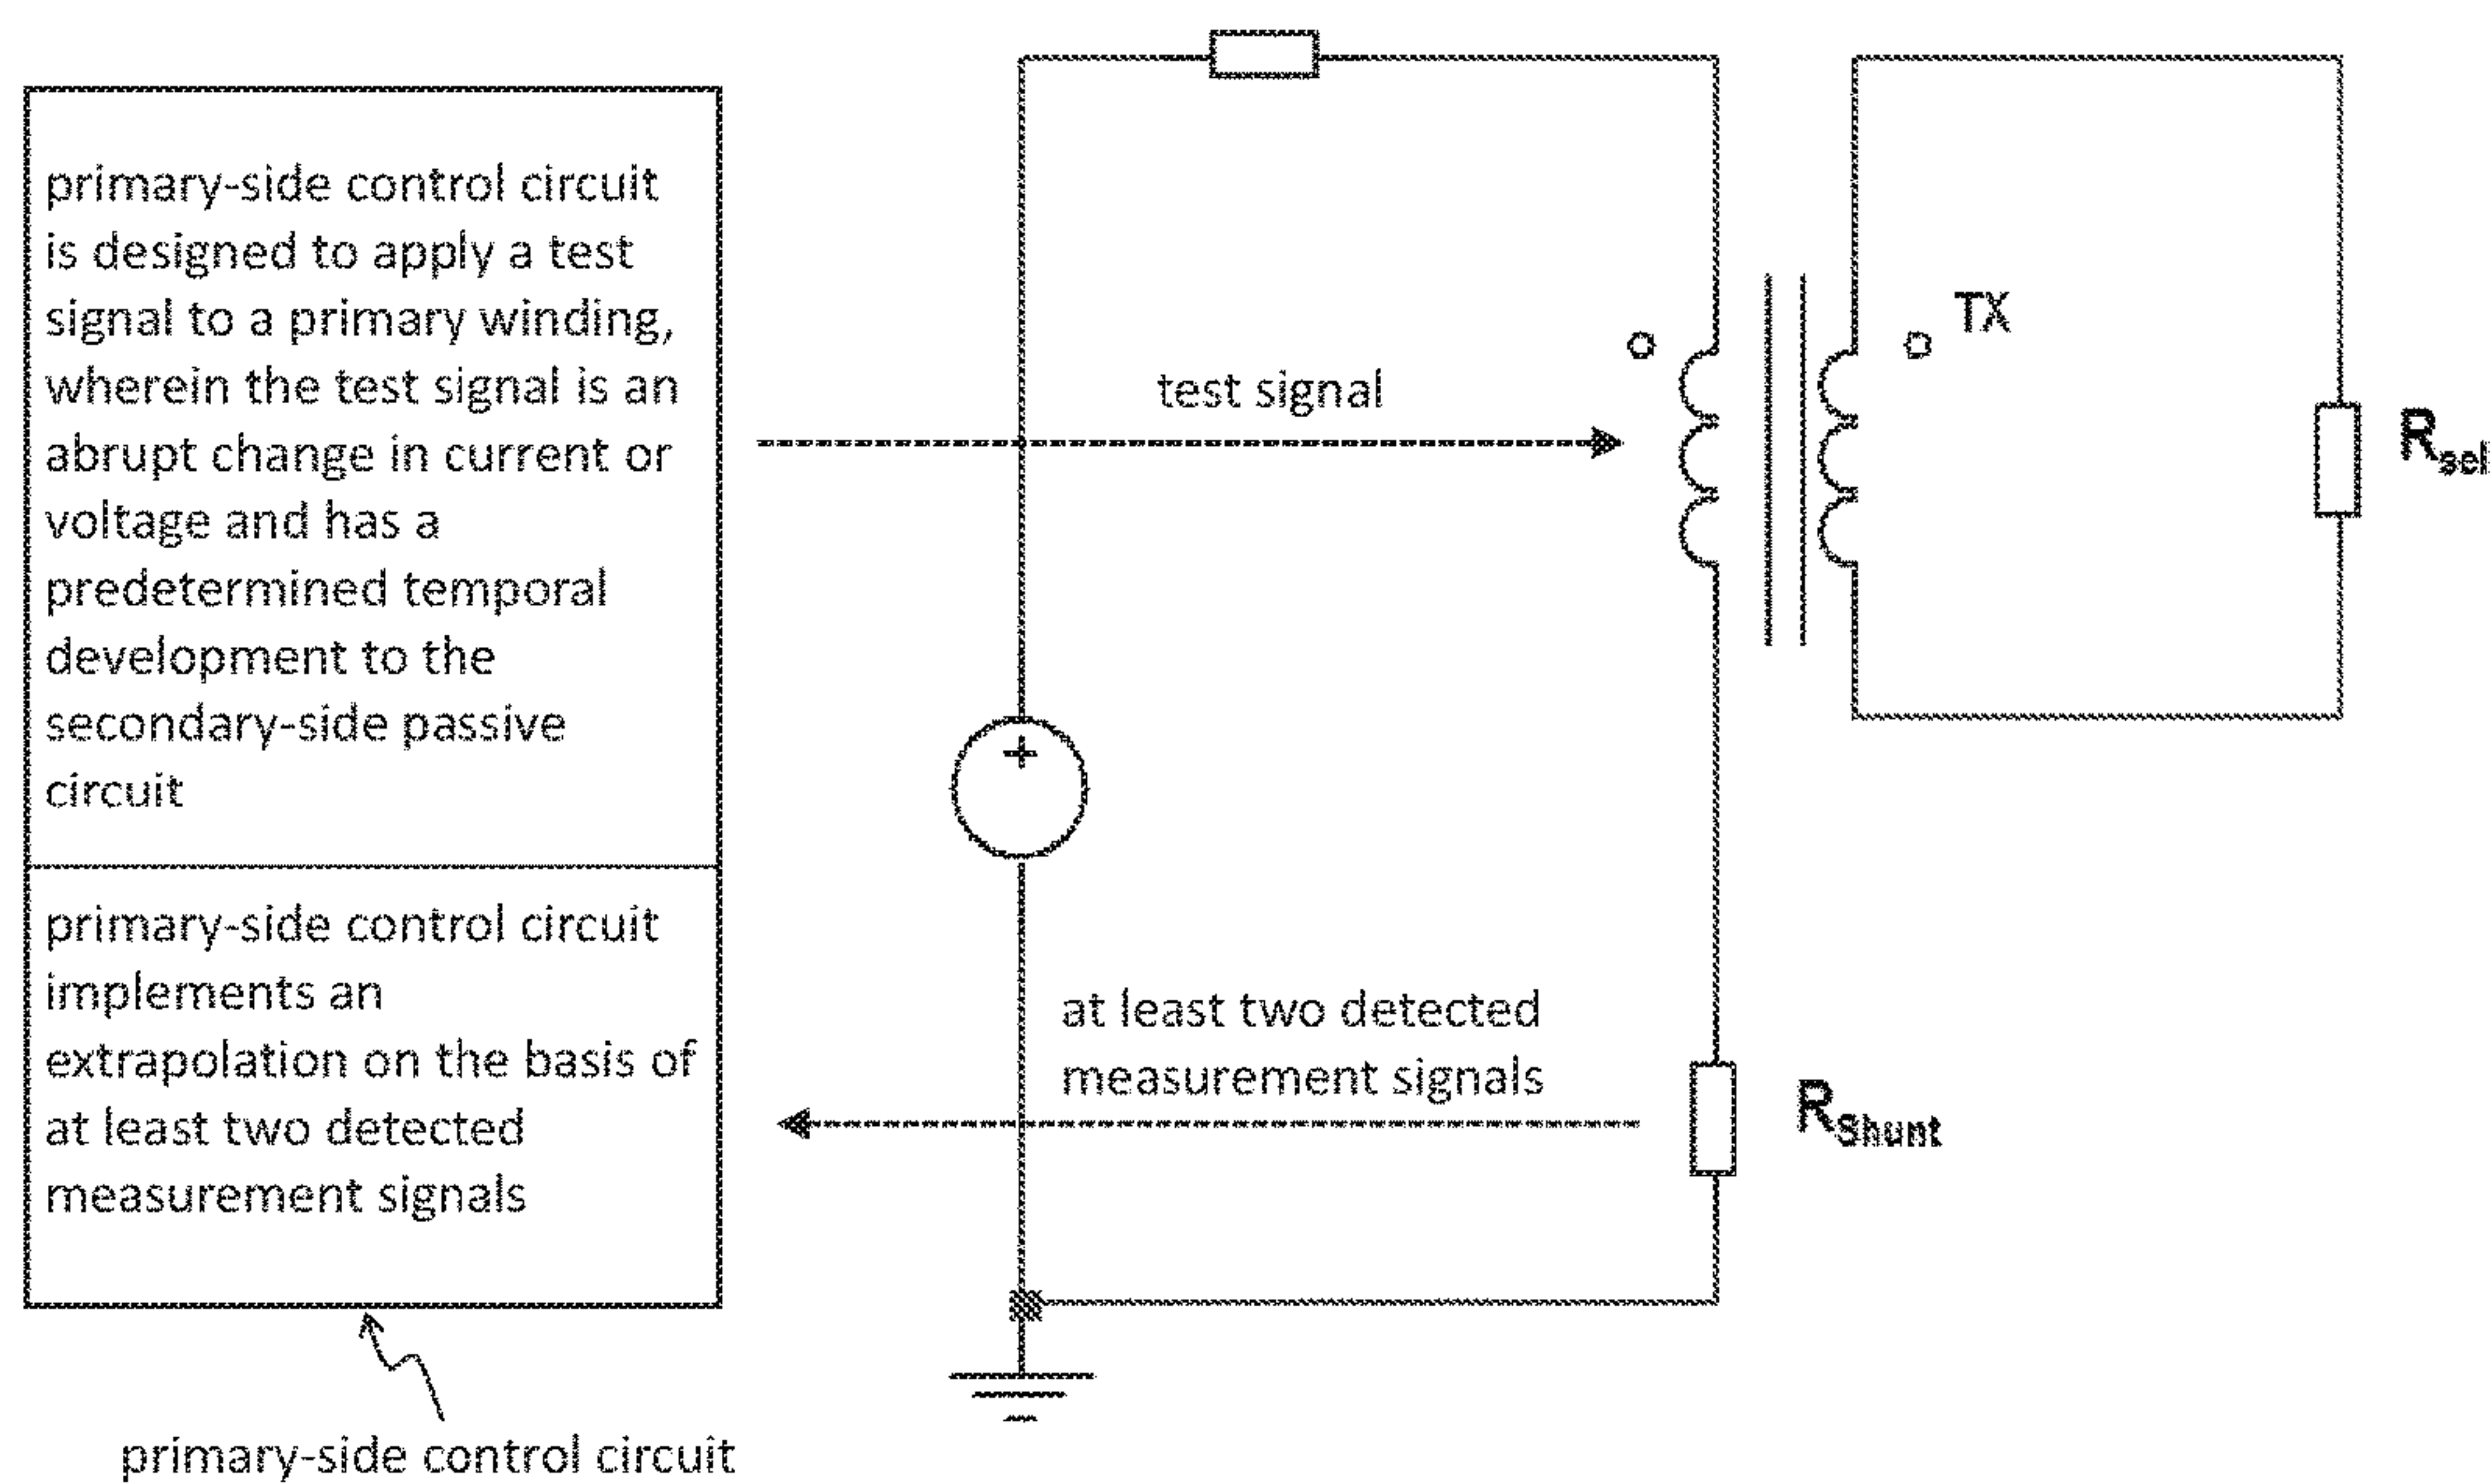 primary-side control circuit
is designed to apply a test
signal to a primary winding,
wherein the test signal is an
abrupt change in current or
voltage and has a
predetermined temporal
development to the
secondary-side passive
circuit
primary-side control circuit
implements an
extrapolation on the basis of
at least two detected
measurement signals
primary-side control circuit
test signal
at least two detected
measurement signals
+
TX
Rsel
RShunt